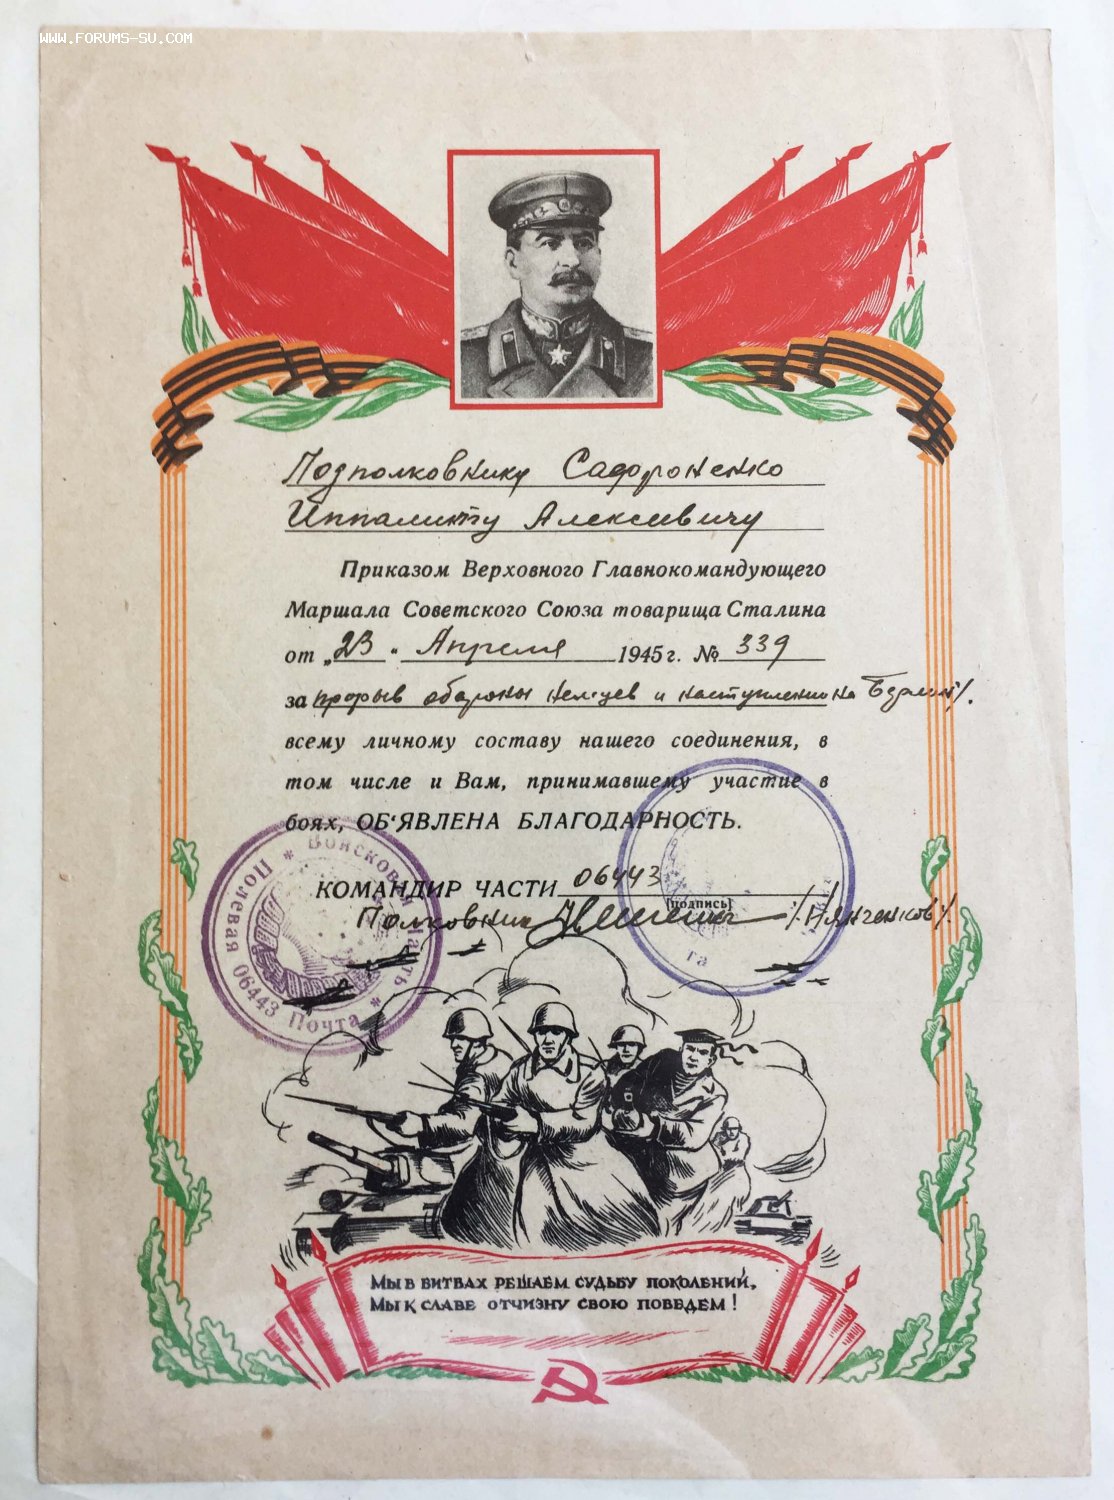 WWW.FORUMS-SU.COM
Подполковнику Сафроненко
Иппалиту Алексеевичу
Приказом Верховного Главнокомандующего
Маршала Советского Союза товарища Сталина
от „23“ Апреля 1945 г. № 339
за прорыв обороны немцев и наступление на Берлин
всему личному составу нашего соединения, в
том числе и Вам, принимавшему участие в
боях, ОБ'ЯВЛЕНА БЛАГОДАРНОСТЬ.
КОМАНДИР ЧАСТИ 06443
(подпись)
Полковник
Войсковая Часть * Полевая 06443 Почта *
МЫ В БИТВАХ РЕШАЕМ СУДЬБУ ПОКОЛЕНИЙ,
МЫ К СЛАВЕ ОТЧИЗНУ СВОЮ ПОВЕДЕМ!